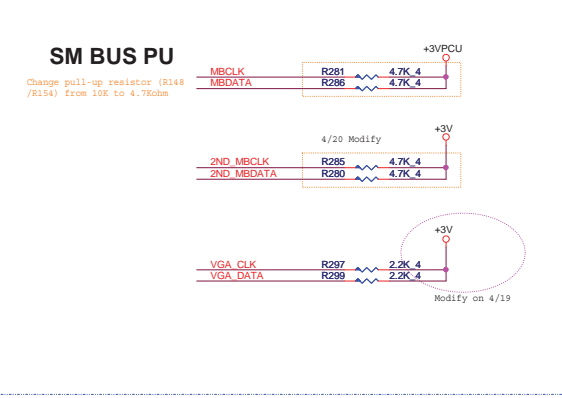 +3VPCU
SM BUS PU
Change pull-up resistor (R148
/R154) from 10K to 4.7Kohm
MBCLK R281 4.7K_4
MBDATA R286 4.7K_4
+3V
4/20 Modify
2ND_MBCLK R285 4.7K_4
2ND_MBDATA R280 4.7K_4
+3V
VGA_CLK R297 2.2K_4
VGA_DATA R299 2.2K_4
Modify on 4/19